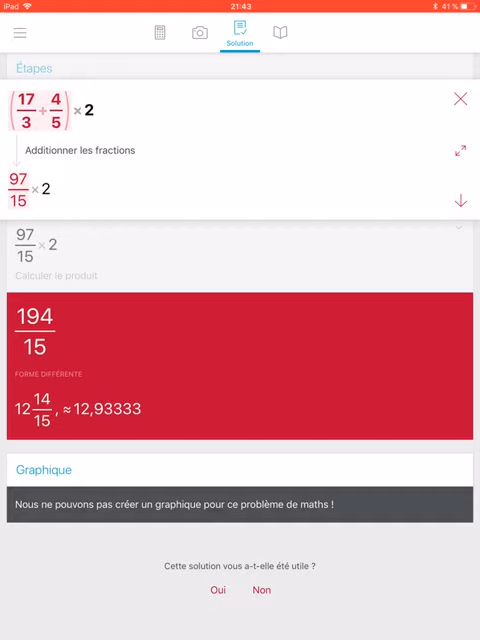 iPad 21:43 41 %
Solution
Étapes
(17/3 + 4/5) × 2
Additionner les fractions
97/15 × 2
97/15 × 2
Calculer le produit
194/15
FORME DIFFÉRENTE
12 14/15 , ≈ 12,93333
Graphique
Nous ne pouvons pas créer un graphique pour ce problème de maths !
Cette solution vous a-t-elle été utile ?
Oui Non